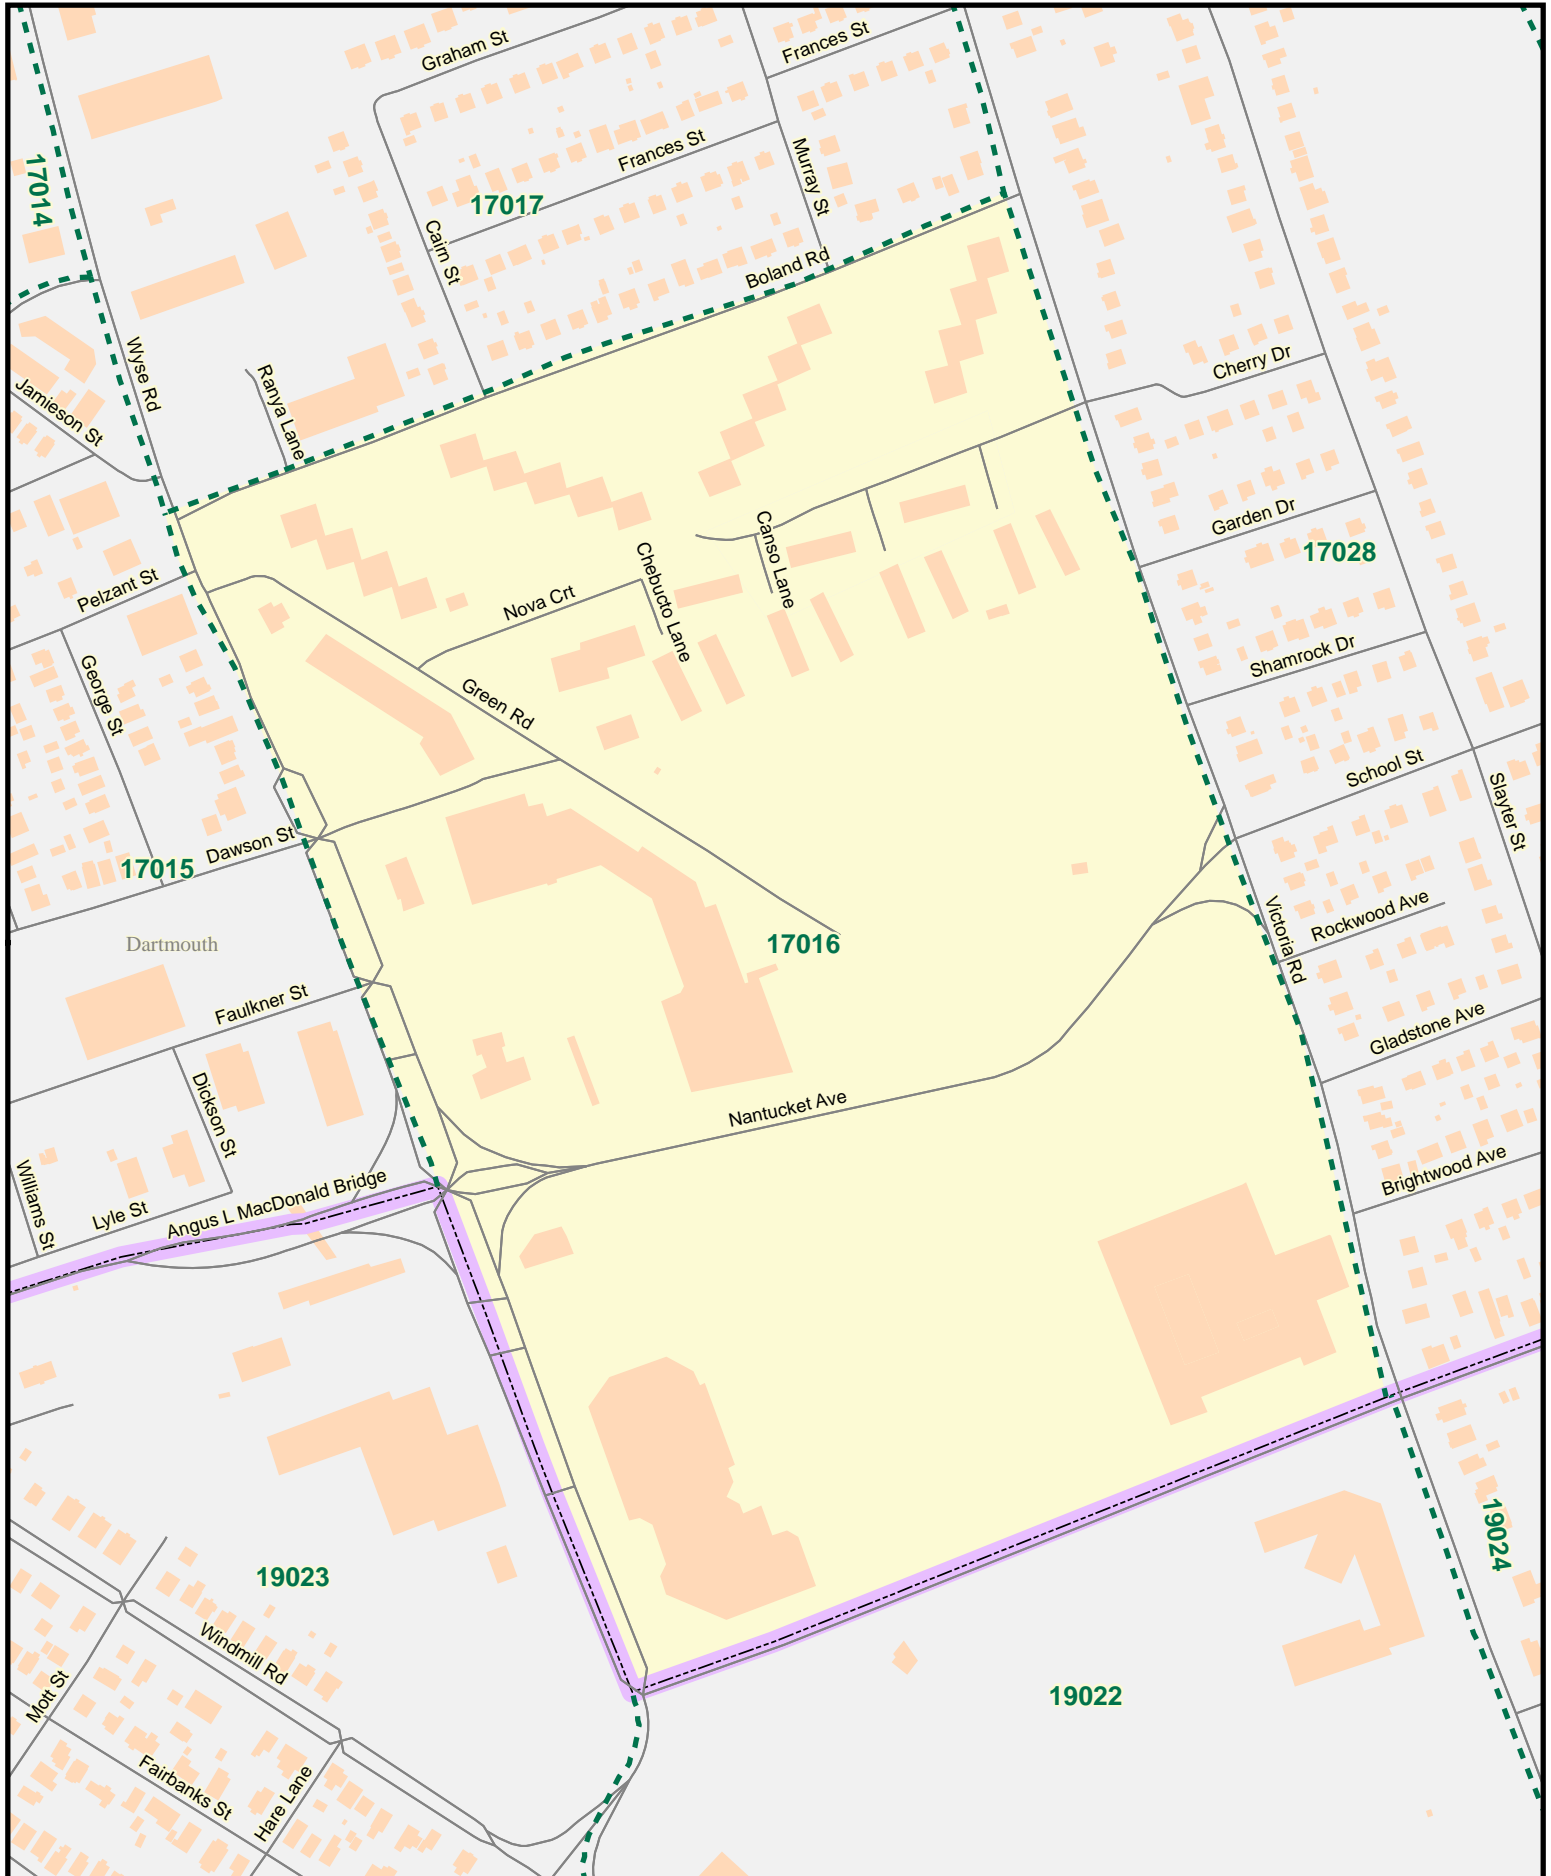 Graham St
Frances St
17014
Frances St
Murray St
17017
Cairn St
Boland Rd
Wyse Rd
Ranya Lane
Jamieson St
Cherry Dr
Garden Dr
17028
Canso Lane
Chebucto Lane
Pelzant St
Nova Crt
George St
Shamrock Dr
Green Rd
School St
Slayter St
Dawson St
17015
Victoria Rd
Rockwood Ave
Dartmouth
17016
Faulkner St
Gladstone Ave
Dickson St
Nantucket Ave
Williams St
Brightwood Ave
Lyle St
Angus L MacDonald Bridge
19024
19023
Windmill Rd
Mott St
19022
Fairbanks St
Hare Lane